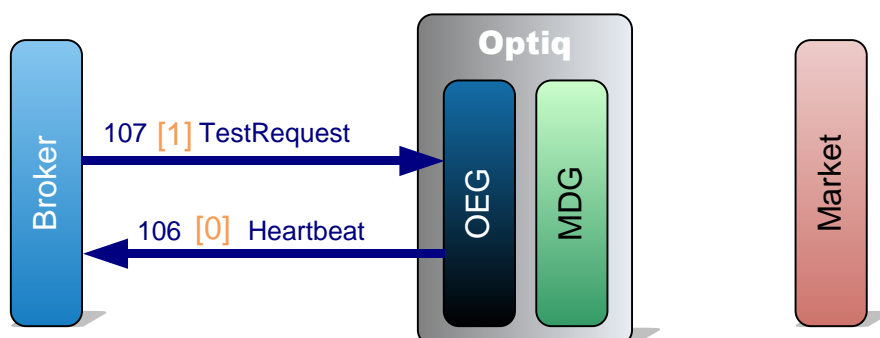 Optiq
107 [1] TestRequest
106 [0] Heartbeat
Broker
OEG
MDG
Market